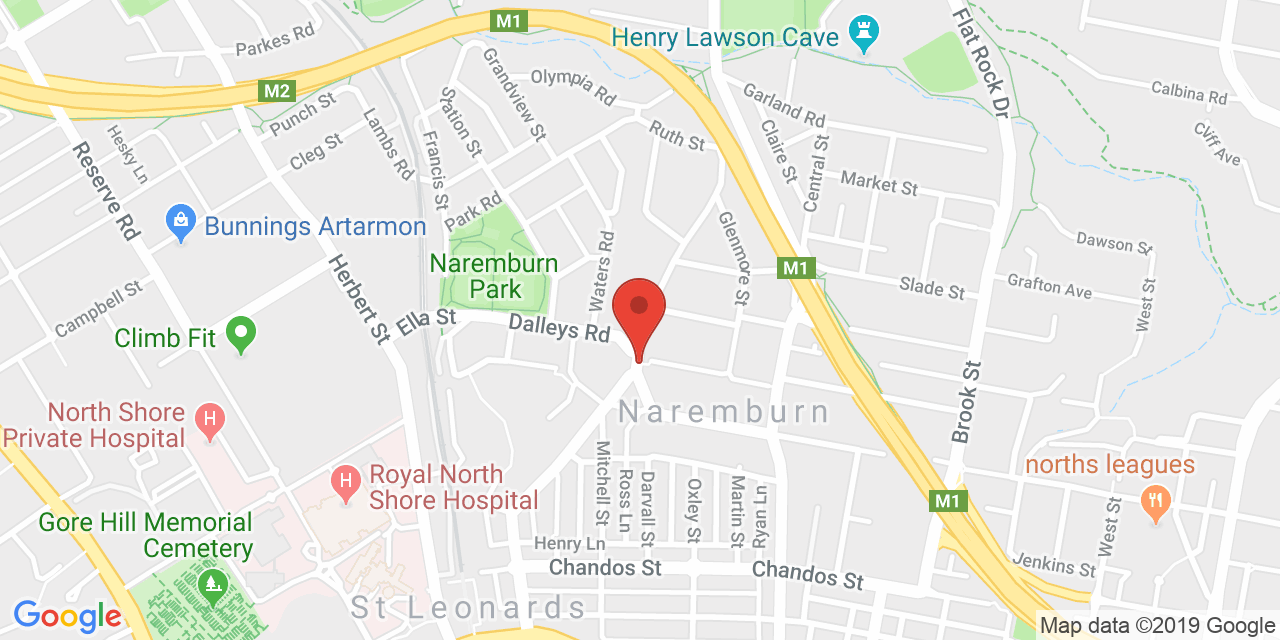 M1
Parkes Rd
M2
Punch St
Cleg St
Lambs Rd
Francis St
Station St
Grandview St
Olympia Rd
Ruth St
Henry Lawson Cave
Flat Rock Dr
Garland Rd
Claire St
Central St
Market St
Calbina Rd
Cliff Ave
Hesky Ln
Reserve Rd
Bunnings Artarmon
Park Rd
Naremburn
Park
Waters Rd
Glenmore St
M1
Slade St
Dawson St
Grafton Ave
West St
Campbell St
Herbert St
Climb Fit
Ella St
Dalleys Rd
Brook St
North Shore
Private Hospital
Naremburn
Royal North
Shore Hospital
Mitchell St
Ross Ln
Darvall St
Oxley St
Martin St
Ryan Ln
norths leagues
M1
West St
Gore Hill Memorial
Cemetery
Henry Ln
Chandos St
Chandos St
Jenkins St
St Leonards
Google
Map data ©2019 Google